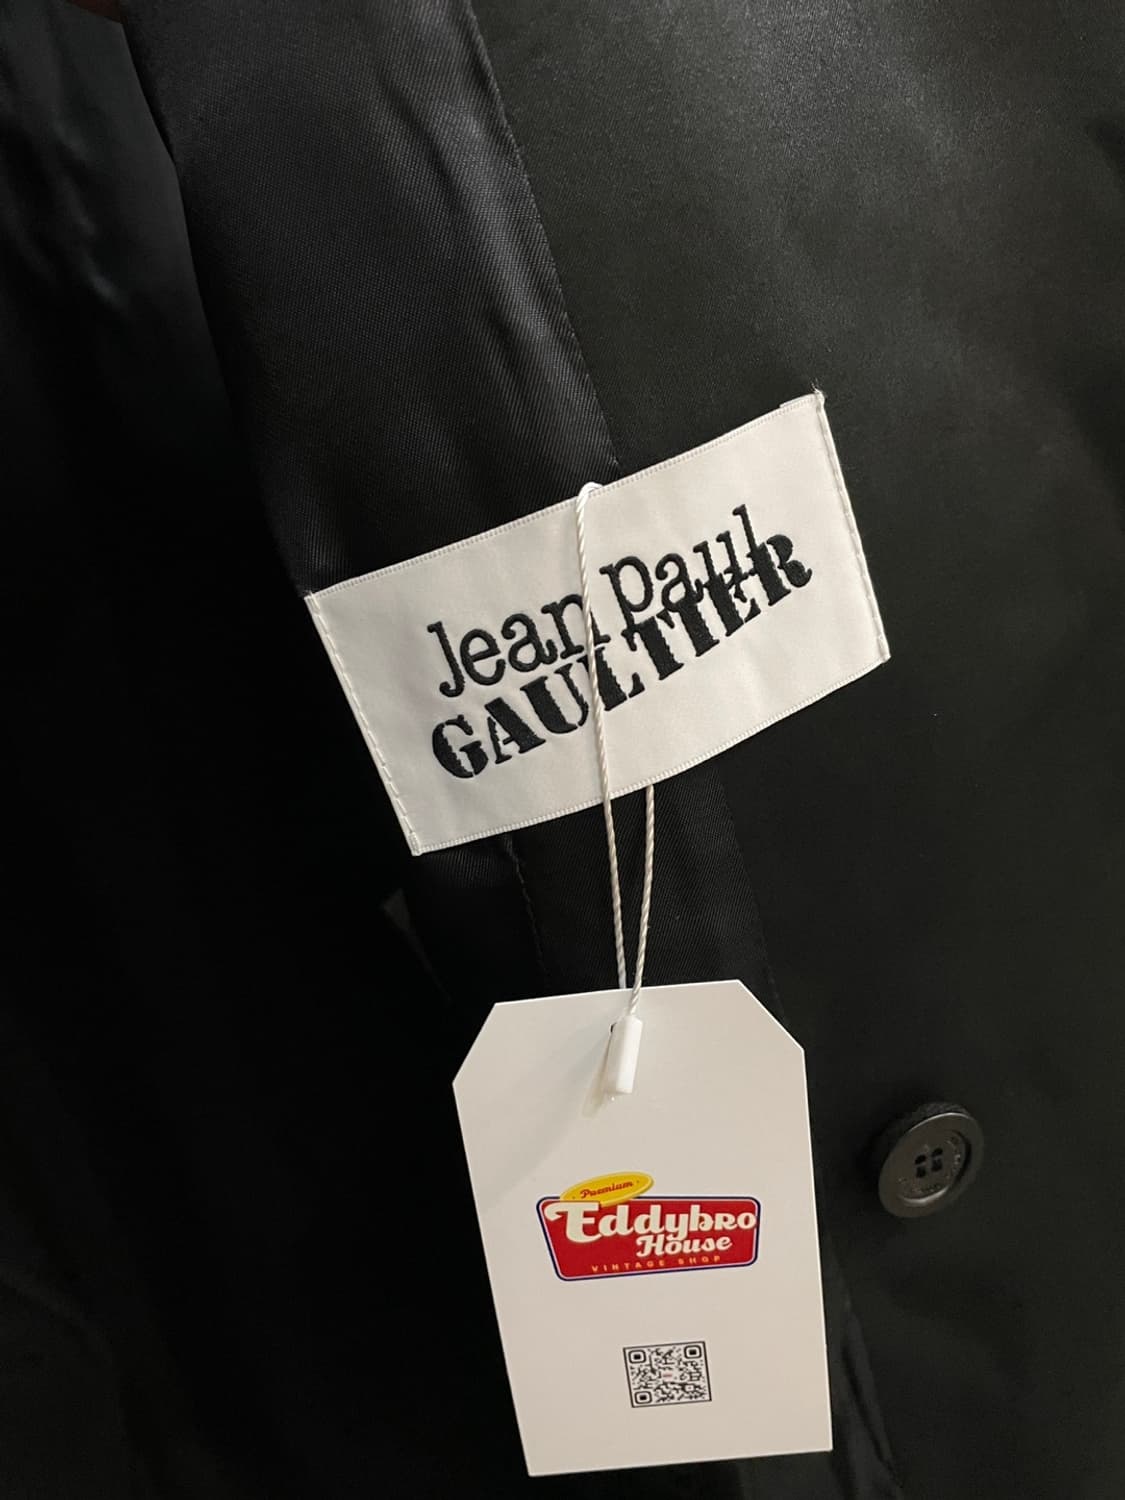 Jean Paul
GAULTIER
Premium
Eddybro
House
VINTAGE SHOP